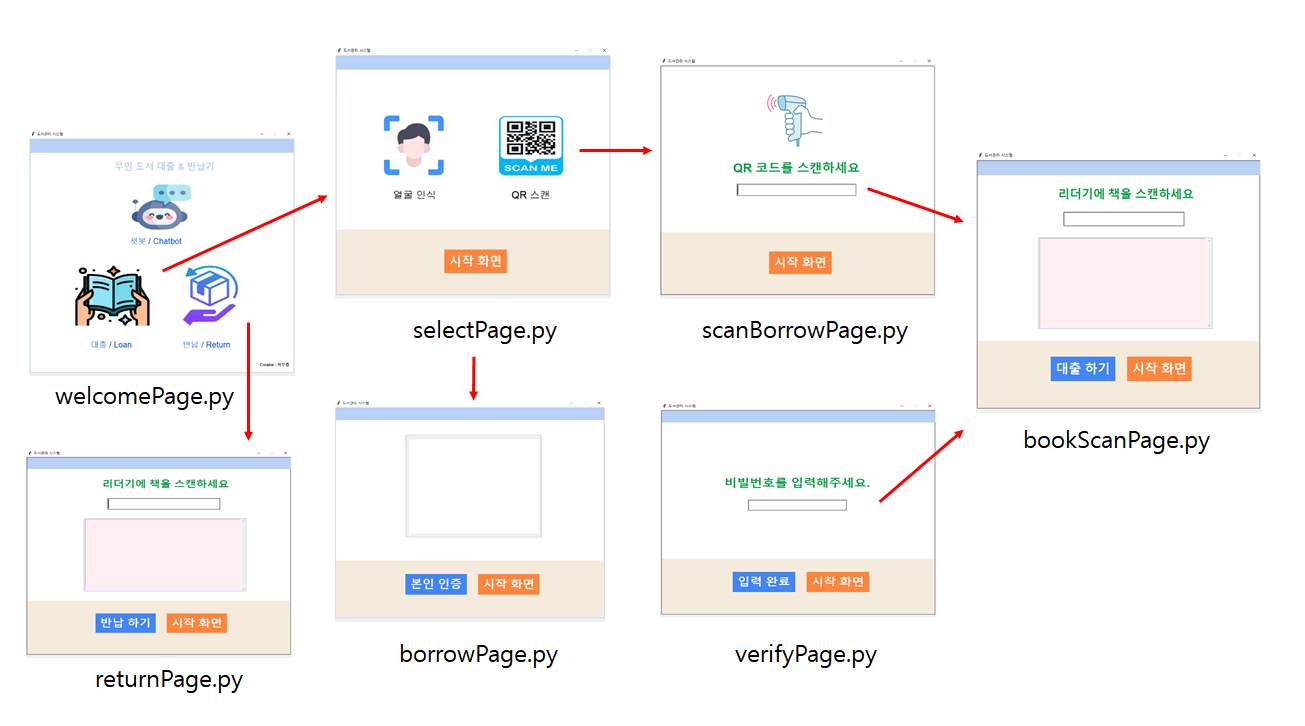 도서관리 시스템
무인 도서 대출 & 반납기
챗봇 / Chatbot
대출 / Loan
반납 / Return
welcomePage.py
도서관리 시스템
얼굴 인식
SCAN ME
QR 스캔
시작 화면
selectPage.py
도서관리 시스템
QR 코드를 스캔하세요
시작 화면
scanBorrowPage.py
도서관리 시스템
리더기에 책을 스캔하세요
대출 하기
시작 화면
bookScanPage.py
도서관리 시스템
리더기에 책을 스캔하세요
반납 하기
시작 화면
returnPage.py
도서관리 시스템
본인 인증
시작 화면
borrowPage.py
도서관리 시스템
비빌번호를 입력해주세요.
입력 완료
시작 화면
verifyPage.py